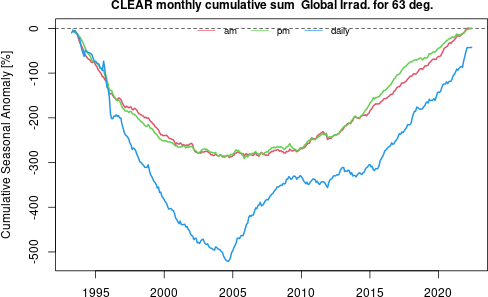 CLEAR monthly cumulative sum Global Irrad. for 63 deg.
am pm daily
Cumulative Seasonal Anomaly [%]
0
-100
-200
-300
-400
-500
1995 2000 2005 2010 2015 2020